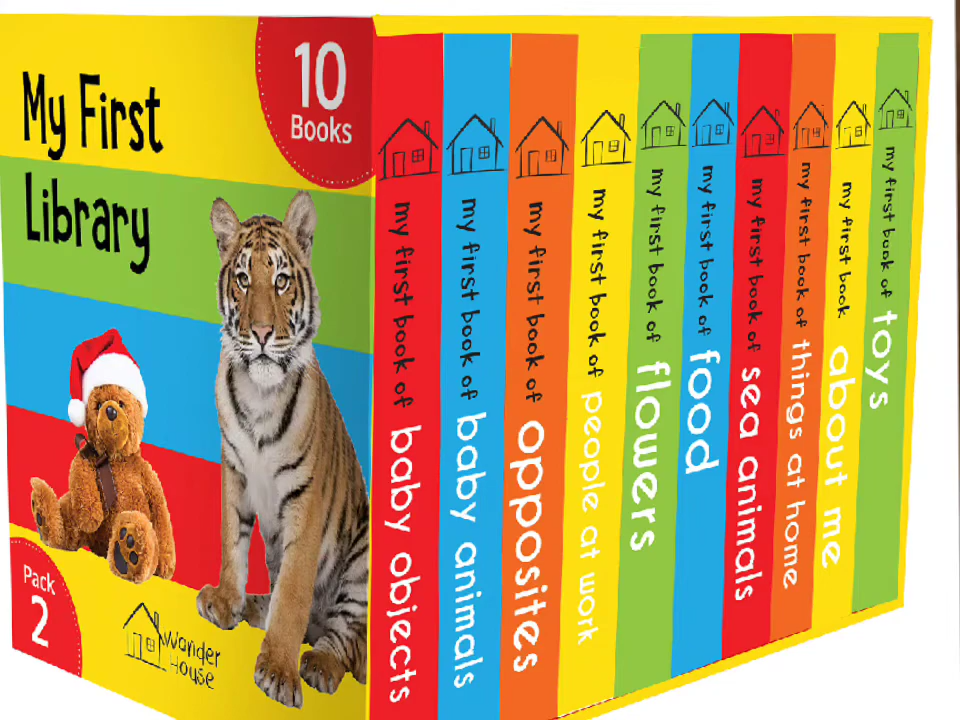 My First
Library
10
Books
Pack
2
Wonder
House
my first book of baby objects
my first book of baby animals
my first book of opposites
my first book of people at work
my first book of flowers
my first book of food
my first book of sea animals
my first book of things at home
my first book about me
my first book of toys